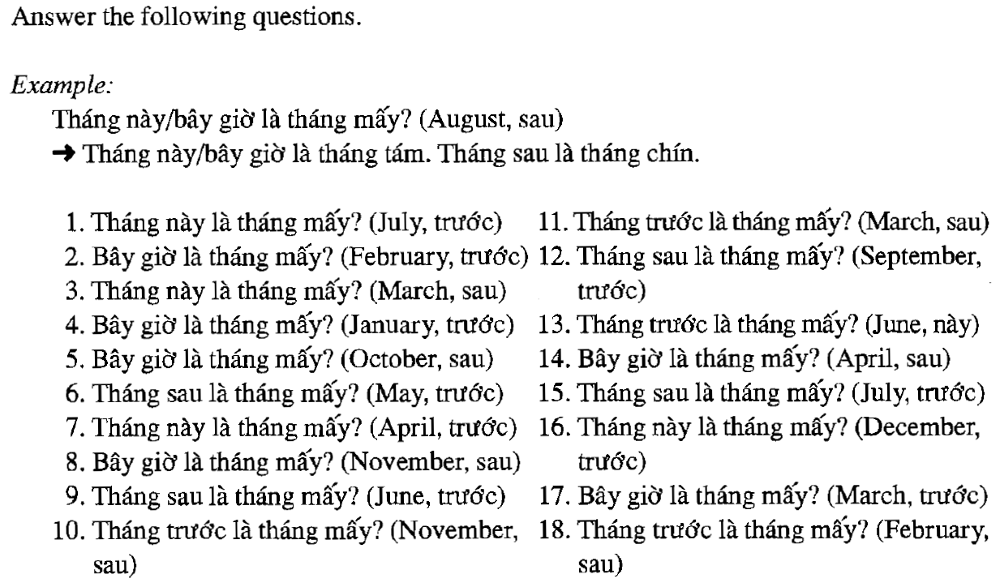 Answer the following questions.
Example:
Tháng này/bây giờ là tháng mấy? (August, sau)
➔ Tháng này/bây giờ là tháng tám. Tháng sau là tháng chín.
1. Tháng này là tháng mấy? (July, trước)
2. Bây giờ là tháng mấy? (February, trước)
3. Tháng này là tháng mấy? (March, sau)
4. Bây giờ là tháng mấy? (January, trước)
5. Bây giờ là tháng mấy? (October, sau)
6. Tháng sau là tháng mấy? (May, trước)
7. Tháng này là tháng mấy? (April, trước)
8. Bây giờ là tháng mấy? (November, sau)
9. Tháng sau là tháng mấy? (June, trước)
10. Tháng trước là tháng mấy? (November,
sau)
11. Tháng trước là tháng mấy? (March, sau)
12. Tháng sau là tháng mấy? (September,
trước)
13. Tháng trước là tháng mấy? (June, này)
14. Bây giờ là tháng mấy? (April, sau)
15. Tháng sau là tháng mấy? (July, trước)
16. Tháng này là tháng mấy? (December,
trước)
17. Bây giờ là tháng mấy? (March, trước)
18. Tháng trước là tháng mấy? (February,
sau)